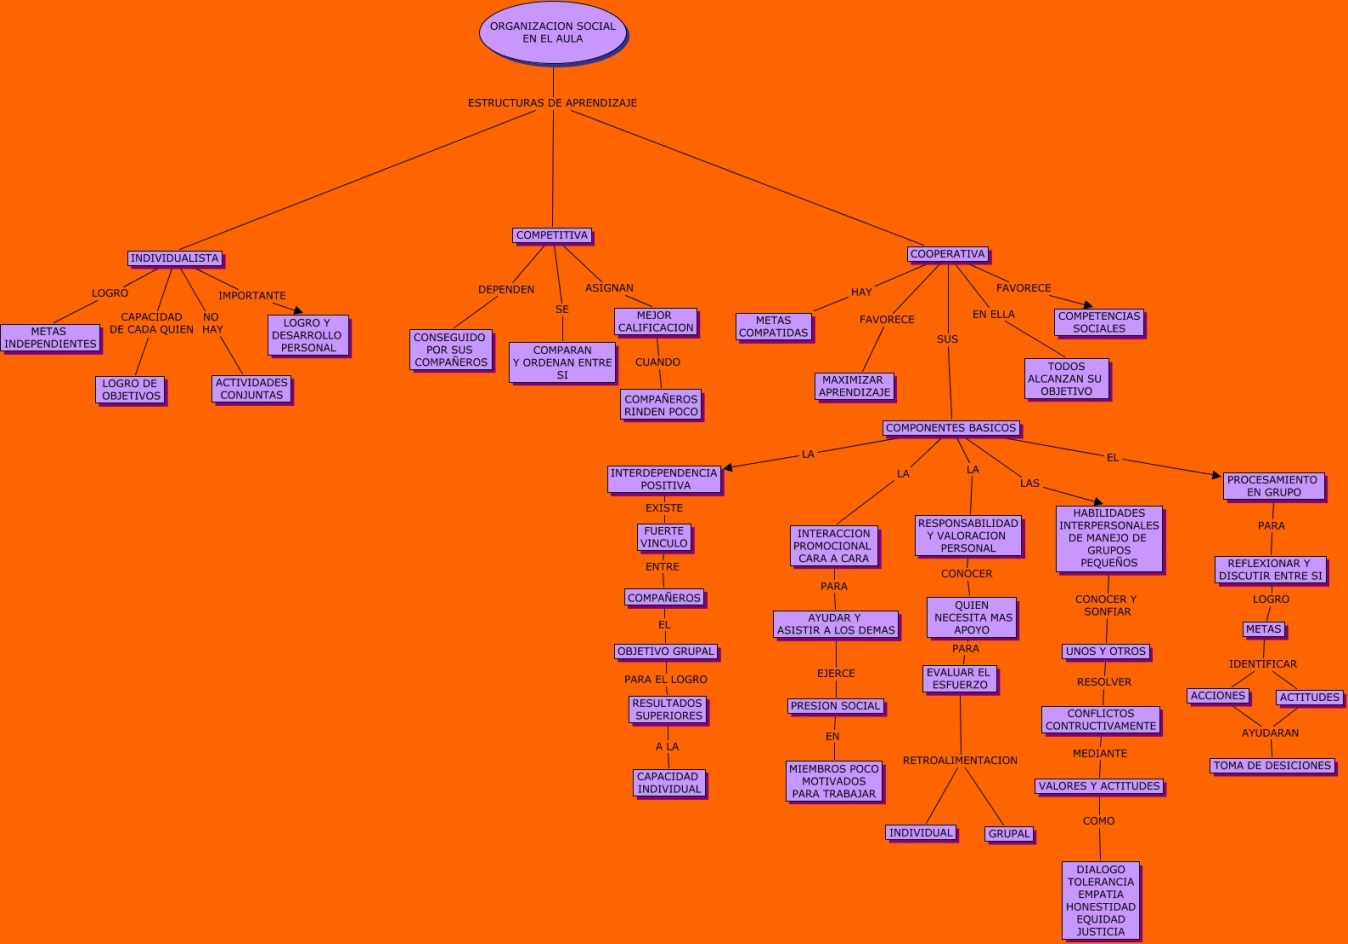 ORGANIZACION SOCIAL
EN EL AULA
ESTRUCTURAS DE APRENDIZAJE
INDIVIDUALISTA
LOGRO
METAS
INDEPENDIENTES
CAPACIDAD
DE CADA QUIEN
LOGRO DE
OBJETIVOS
NO
HAY
ACTIVIDADES
CONJUNTAS
IMPORTANTE
LOGRO Y
DESARROLLO
PERSONAL
COMPETITIVA
DEPENDEN
CONSEGUIDO
POR SUS
COMPAÑEROS
SE
COMPARAN
Y ORDENAN ENTRE
SI
ASIGNAN
MEJOR
CALIFICACION
CUANDO
COMPAÑEROS
RINDEN POCO
COOPERATIVA
HAY
METAS
COMPATIDAS
FAVORECE
MAXIMIZAR
APRENDIZAJE
SUS
EN ELLA
TODOS
ALCANZAN SU
OBJETIVO
FAVORECE
COMPETENCIAS
SOCIALES
COMPONENTES BASICOS
LA
INTERDEPENDENCIA
POSITIVA
EXISTE
FUERTE
VINCULO
ENTRE
COMPAÑEROS
EL
OBJETIVO GRUPAL
PARA EL LOGRO
RESULTADOS
SUPERIORES
A LA
CAPACIDAD
INDIVIDUAL
LA
INTERACCION
PROMOCIONAL
CARA A CARA
PARA
AYUDAR Y
ASISTIR A LOS DEMAS
EJERCE
PRESION SOCIAL
EN
MIEMBROS POCO
MOTIVADOS
PARA TRABAJAR
LA
RESPONSABILIDAD
Y VALORACION
PERSONAL
CONOCER
QUIEN
NECESITA MAS
APOYO
PARA
EVALUAR EL
ESFUERZO
RETROALIMENTACION
INDIVIDUAL
GRUPAL
LAS
HABILIDADES
INTERPERSONALES
DE MANEJO DE
GRUPOS
PEQUEÑOS
CONOCER Y
SONFIAR
UNOS Y OTROS
RESOLVER
CONFLICTOS
CONTRUCTIVAMENTE
MEDIANTE
VALORES Y ACTITUDES
COMO
DIALOGO
TOLERANCIA
EMPATIA
HONESTIDAD
EQUIDAD
JUSTICIA
EL
PROCESAMIENTO
EN GRUPO
PARA
REFLEXIONAR Y
DISCUTIR ENTRE SI
LOGRO
METAS
IDENTIFICAR
ACCIONES
ACTITUDES
AYUDARAN
TOMA DE DESICIONES